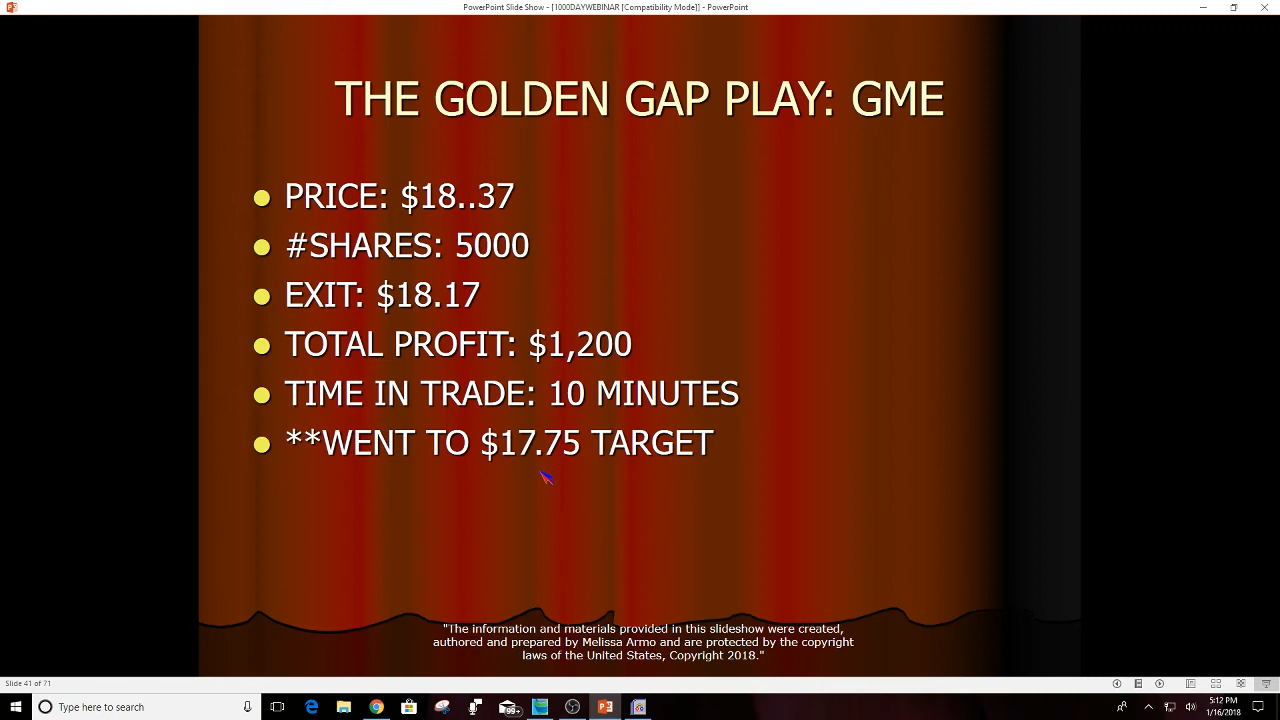 PowerPoint Slide Show - [1000DAYWEBINAR [Compatibility Mode]] - PowerPoint
THE GOLDEN GAP PLAY: GME
PRICE: $18..37
#SHARES: 5000
EXIT: $18.17
TOTAL PROFIT: $1,200
TIME IN TRADE: 10 MINUTES
**WENT TO $17.75 TARGET
"The information and materials provided in this slideshow were created,
authored and prepared by Melissa Armo and are protected by the copyright
laws of the United States, Copyright 2018."
Slide 41 of 71
Type here to search
99+
5:12 PM
1/16/2018